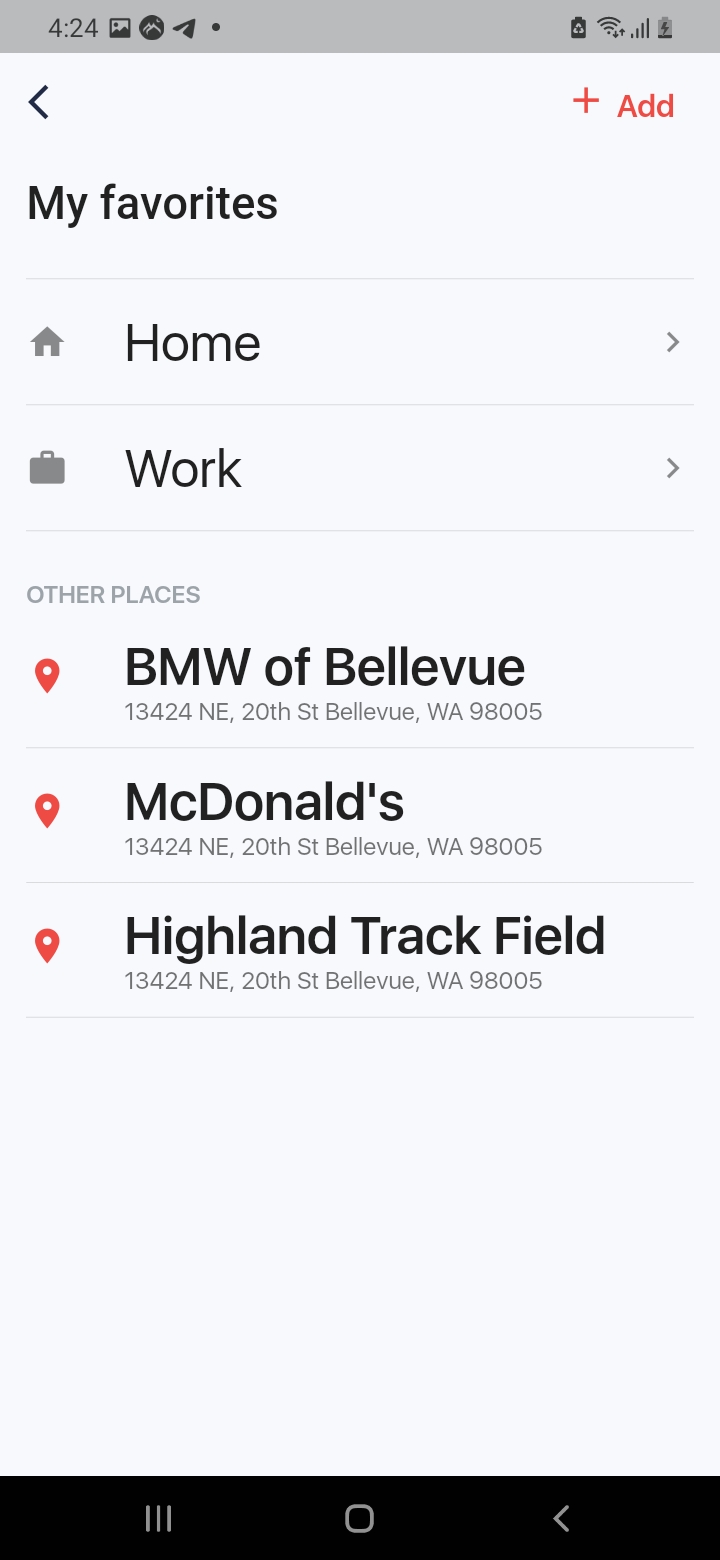 4:24
Add
My favorites
Home
Work
OTHER PLACES
BMW of Bellevue
13424 NE, 20th St Bellevue, WA 98005
McDonald's
13424 NE, 20th St Bellevue, WA 98005
Highland Track Field
13424 NE, 20th St Bellevue, WA 98005